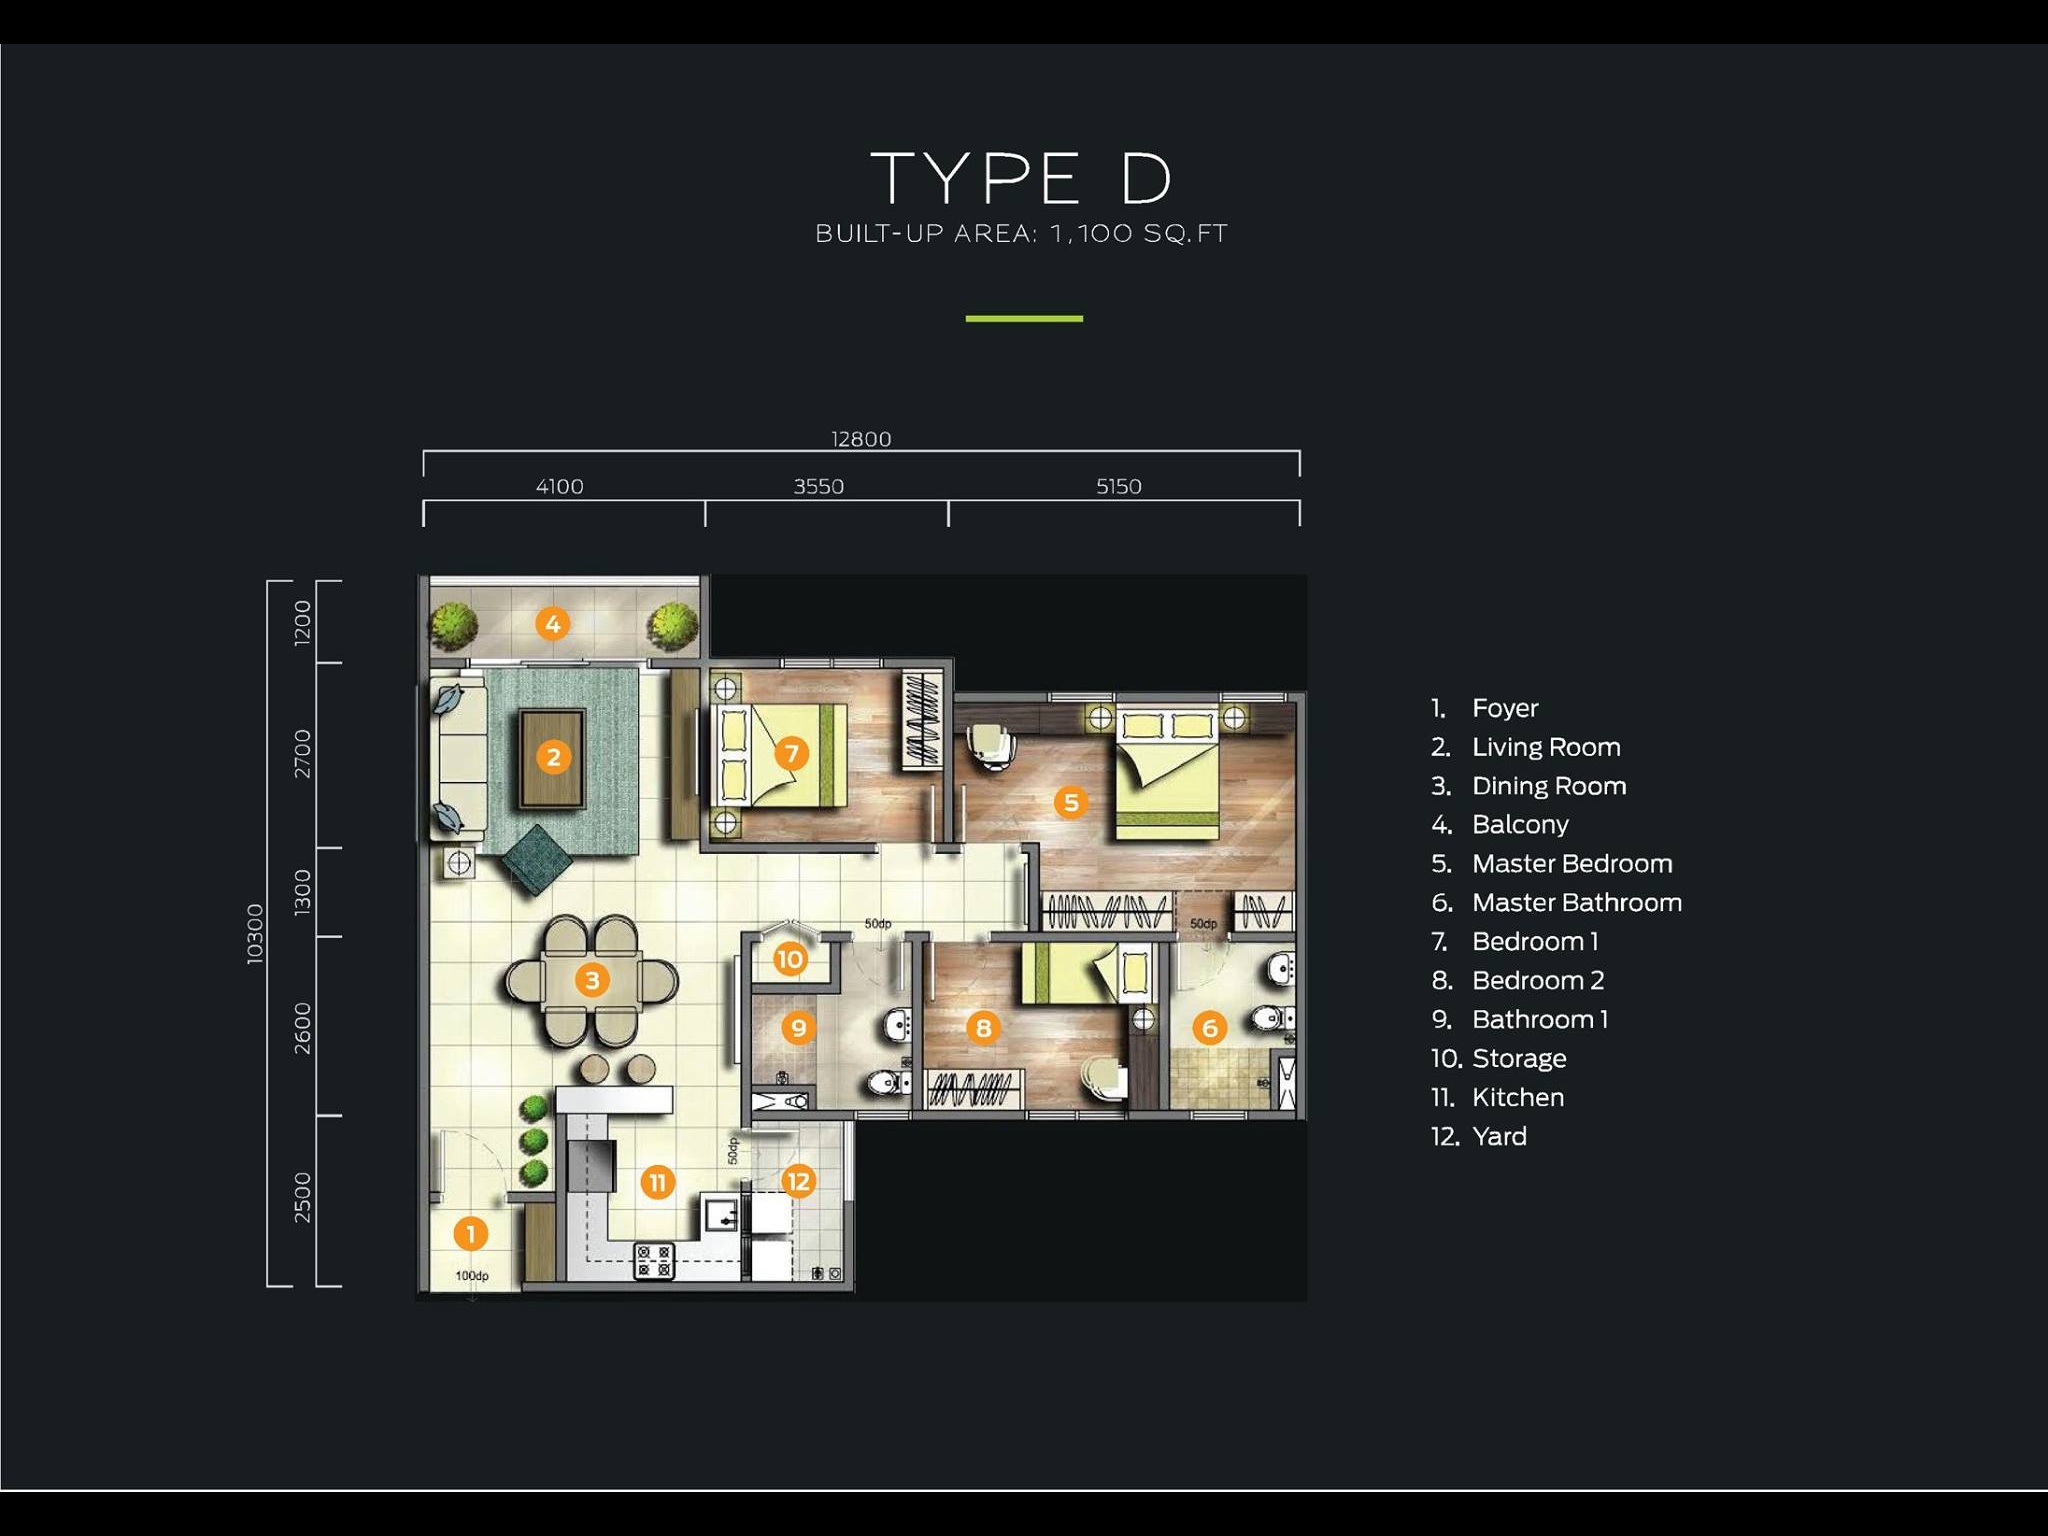 TYPE D
BUILT-UP AREA: 1,100 SQ.FT
12800
4100 3550 5150
10300
1200
2700
1300
2600
2500
4
2
7
5
50dp
50dp
10
3
9
8
6
50dp
11
12
1
100dp
1. Foyer
2. Living Room
3. Dining Room
4. Balcony
5. Master Bedroom
6. Master Bathroom
7. Bedroom 1
8. Bedroom 2
9. Bathroom 1
10. Storage
11. Kitchen
12. Yard